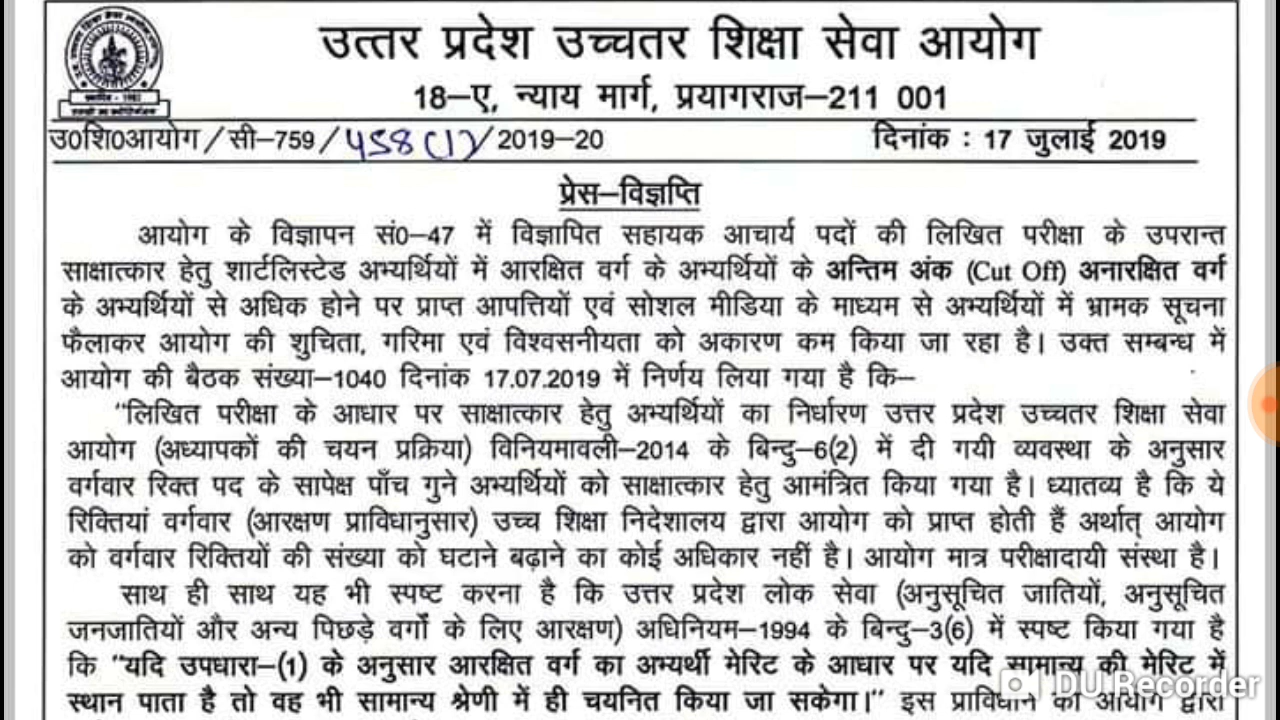 उत्तर प्रदेश उच्चतर शिक्षा सेवा आयोग
18–ए, न्याय मार्ग, प्रयागराज–211 001
उ०शि०आयोग / सी–759 / 458(1) / 2019–20 दिनांक : 17 जुलाई 2019
प्रेस–विज्ञप्ति
आयोग के विज्ञापन सं०–47 में विज्ञापित सहायक आचार्य पदों की लिखित परीक्षा के उपरान्त
साक्षात्कार हेतु शार्टलिस्टेड अभ्यर्थियों में आरक्षित वर्ग के अभ्यर्थियों के अन्तिम अंक (Cut Off) अनारक्षित वर्ग
के अभ्यर्थियों से अधिक होने पर प्राप्त आपत्तियों एवं सोशल मीडिया के माध्यम से अभ्यर्थियों में भ्रामक सूचना
फैलाकर आयोग की शुचिता, गरिमा एवं विश्वसनीयता को अकारण कम किया जा रहा है। उक्त सम्बन्ध में
आयोग की बैठक संख्या–1040 दिनांक 17.07.2019 में निर्णय लिया गया है कि–
"लिखित परीक्षा के आधार पर साक्षात्कार हेतु अभ्यर्थियों का निर्धारण उत्तर प्रदेश उच्चतर शिक्षा सेवा
आयोग (अध्यापकों की चयन प्रक्रिया) विनियमावली–2014 के बिन्दु–6(2) में दी गयी व्यवस्था के अनुसार
वर्गवार रिक्त पद के सापेक्ष पाँच गुने अभ्यर्थियों को साक्षात्कार हेतु आमंत्रित किया गया है। ध्यातव्य है कि ये
रिक्तियां वर्गवार (आरक्षण प्राविधानुसार) उच्च शिक्षा निदेशालय द्वारा आयोग को प्राप्त होती हैं अर्थात् आयोग
को वर्गवार रिक्तियों की संख्या को घटाने बढ़ाने का कोई अधिकार नहीं है। आयोग मात्र परीक्षादायी संस्था है।
साथ ही साथ यह भी स्पष्ट करना है कि उत्तर प्रदेश लोक सेवा (अनुसूचित जातियों, अनुसूचित
जनजातियों और अन्य पिछड़े वर्गों के लिए आरक्षण) अधिनियम–1994 के बिन्दु–3(6) में स्पष्ट किया गया है
कि "यदि उपधारा–(1) के अनुसार आरक्षित वर्ग का अभ्यर्थी मेरिट के आधार पर यदि सामान्य की मेरिट में
स्थान पाता है तो वह भी सामान्य श्रेणी में ही चयनित किया जा सकेगा।" इस प्राविधान का आयोग द्वारा
DU Recorder